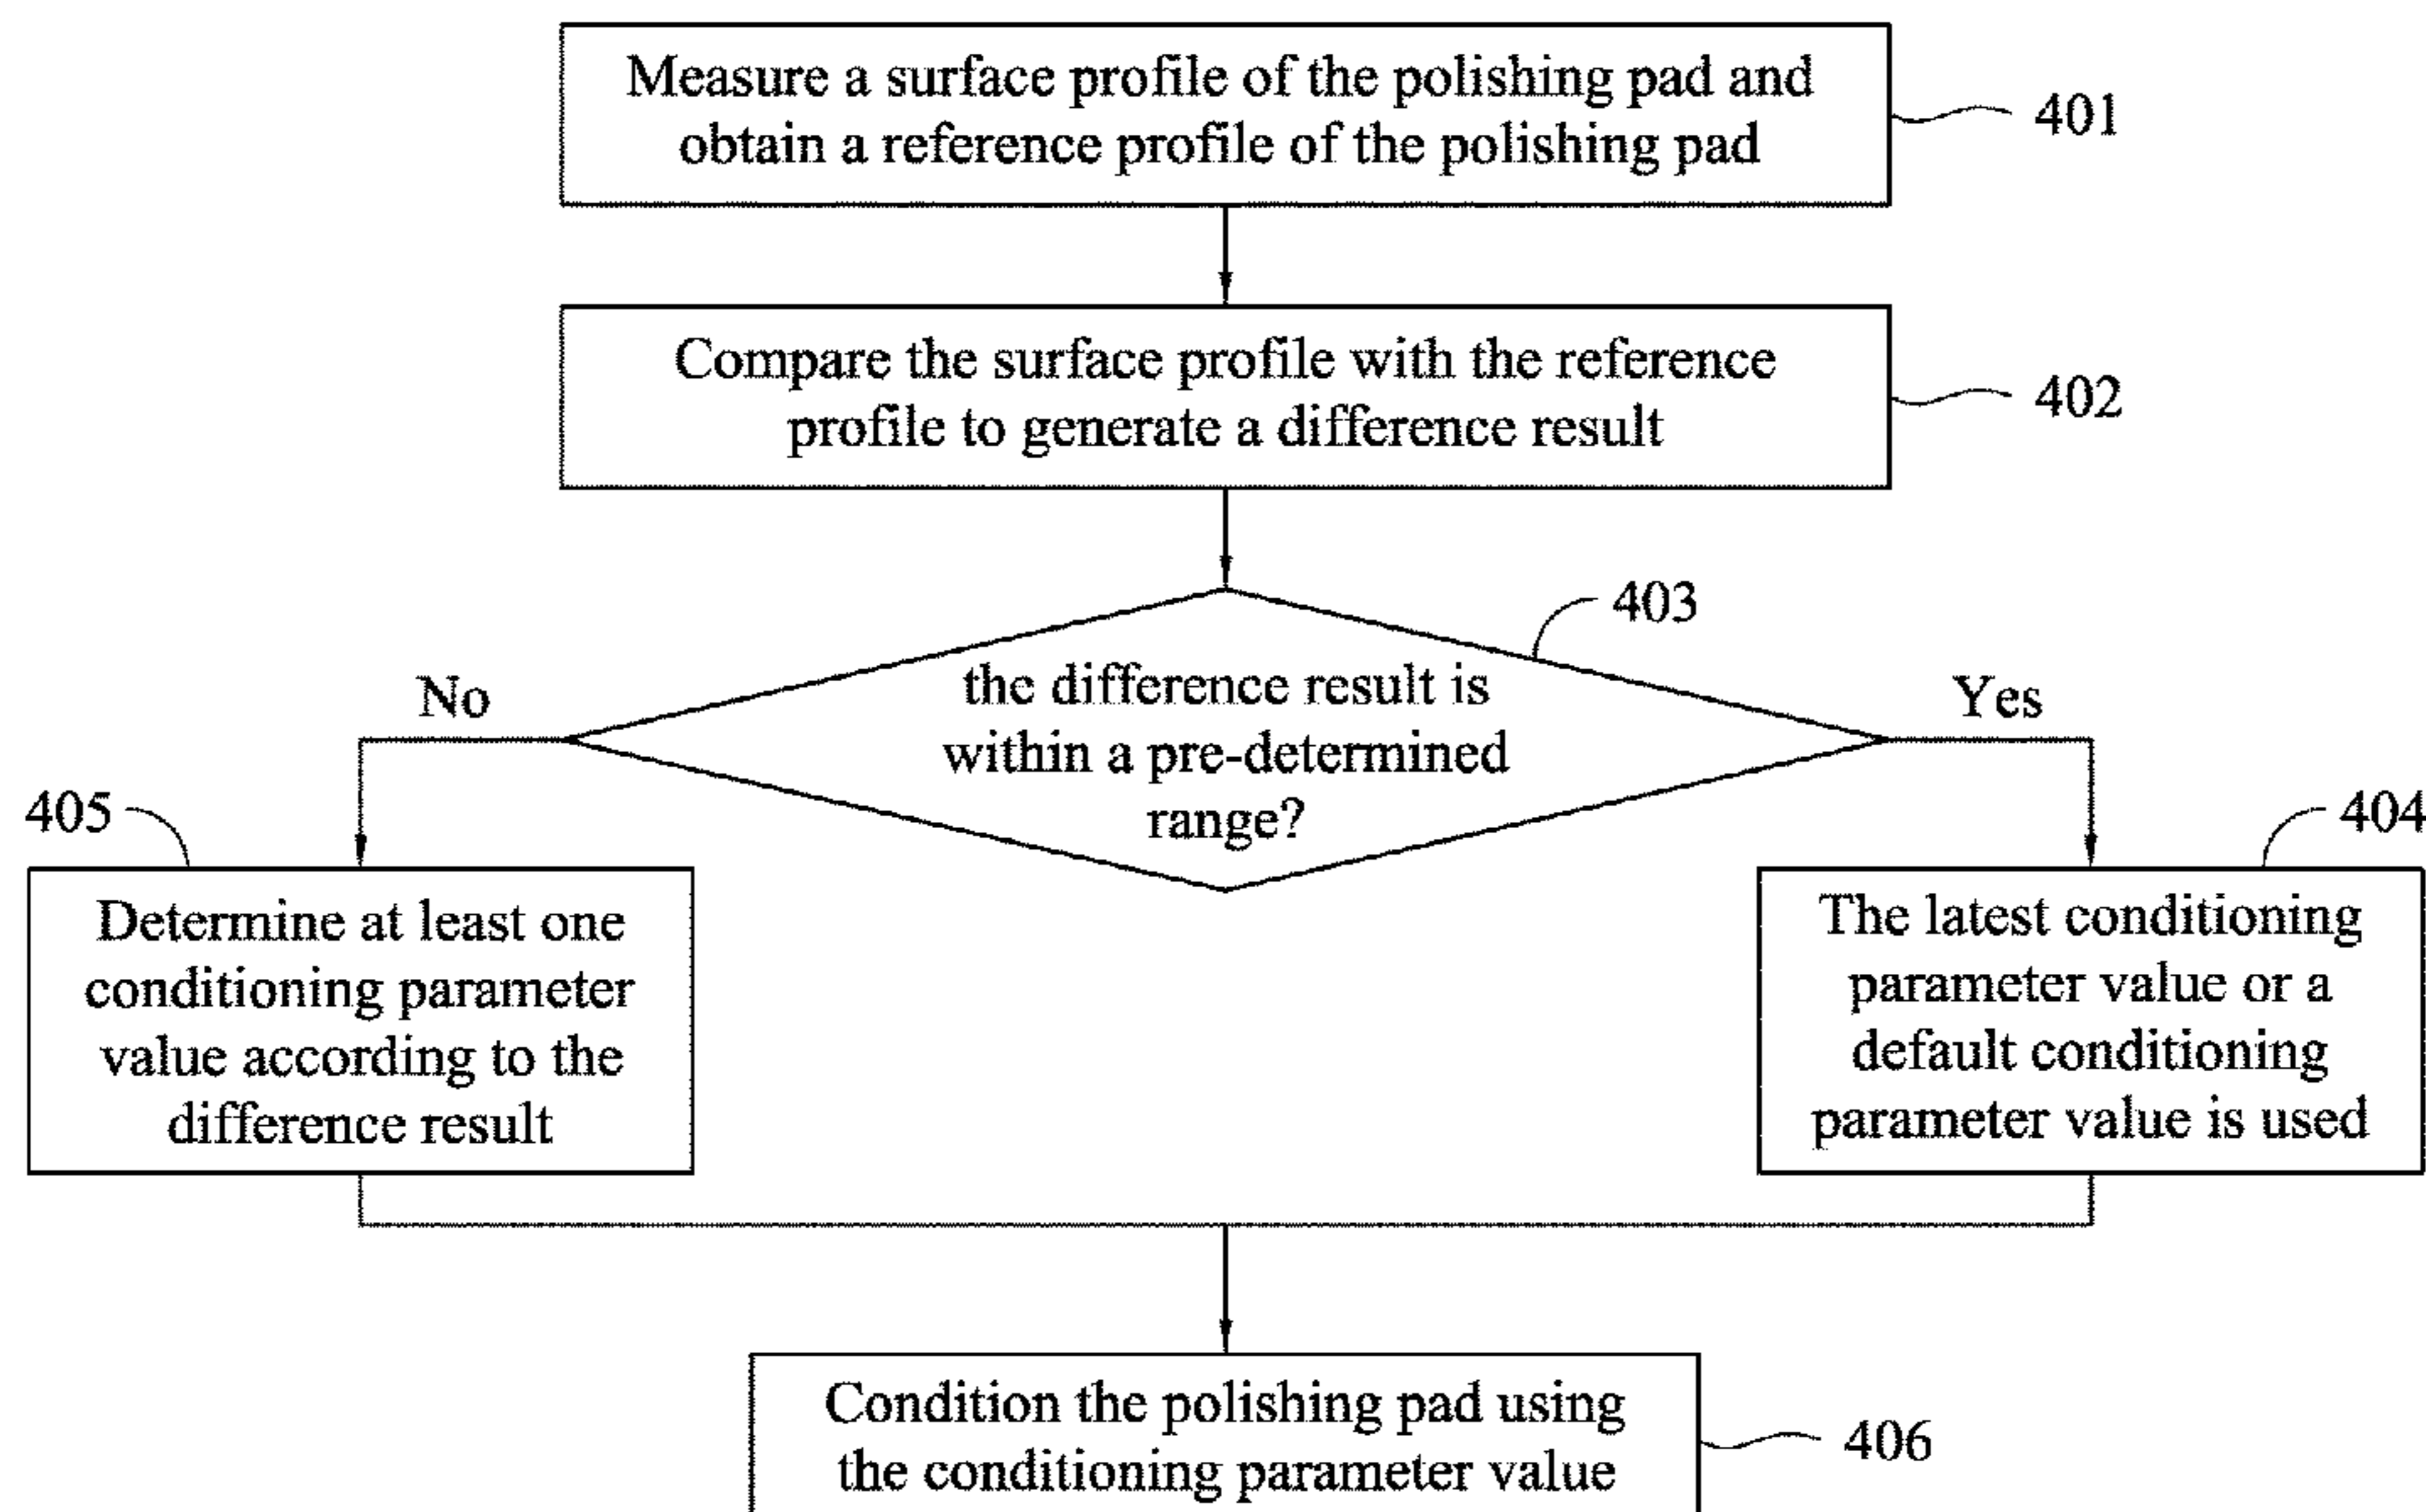 Measure a surface profile of the polishing pad and
obtain a reference profile of the polishing pad
401
Compare the surface profile with the reference
profile to generate a difference result
402
403
the difference result is
within a pre-determined
range?
No
Yes
405
404
Determine at least one
conditioning parameter
value according to the
difference result
The latest conditioning
parameter value or a
default conditioning
parameter value is used
Condition the polishing pad using
the conditioning parameter value
406